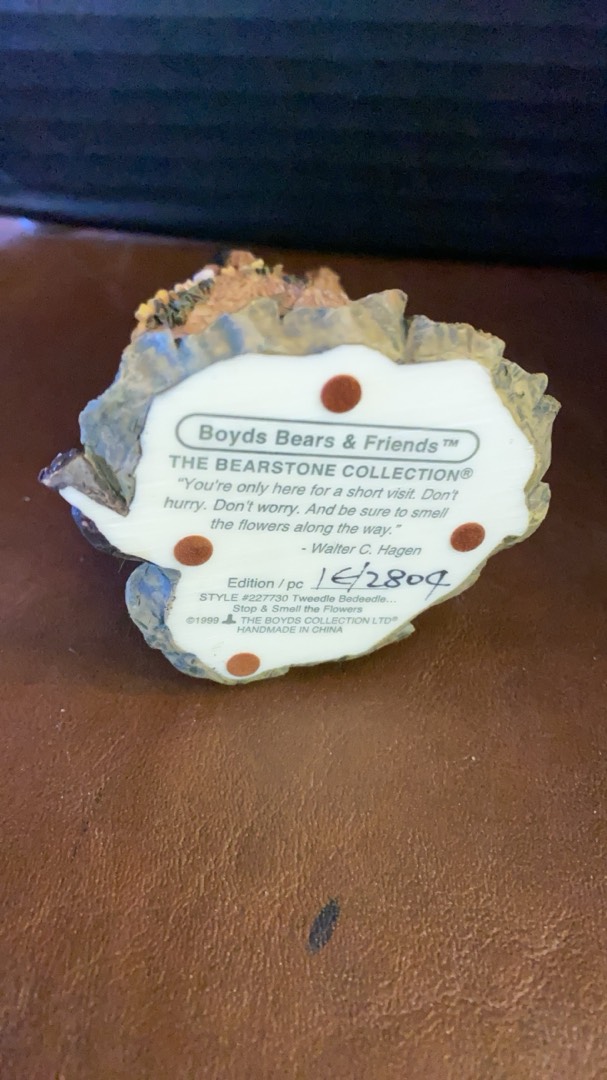 Boyds Bears & Friends™
THE BEARSTONE COLLECTION®
"You're only here for a short visit. Don't
hurry. Don't worry. And be sure to smell
the flowers along the way."
- Walter C. Hagen
Edition / pc 1E/2804
STYLE #227730 Tweedle Bedeedle...
Stop & Smell the Flowers
©1999 THE BOYDS COLLECTION LTD®
HANDMADE IN CHINA